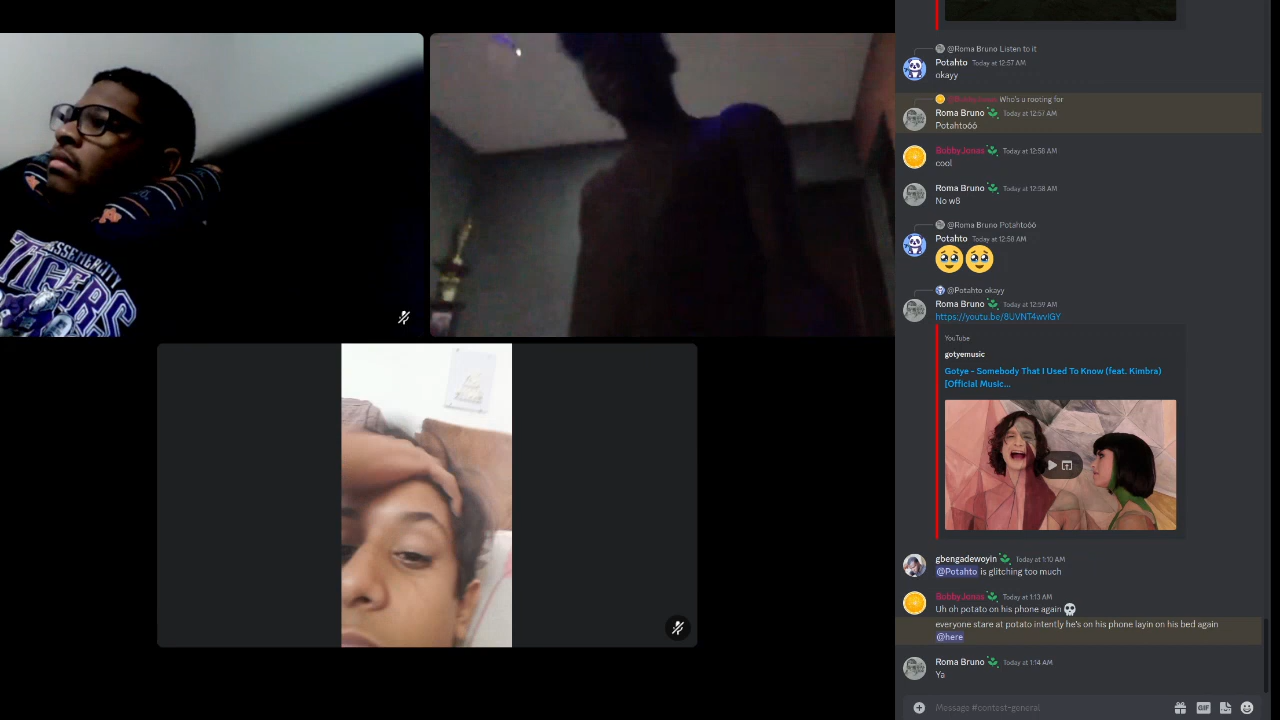 @Roma Bruno Listen to it
Potahto Today at 12:57 AM
okayy
@BobbyJonas Who's u rooting for
Roma Bruno Today at 12:57 AM
Potahto66
BobbyJonas Today at 12:58 AM
cool
Roma Bruno Today at 12:58 AM
No w8
@Roma Bruno Potahto66
Potahto Today at 12:58 AM
@Potahto okayy
Roma Bruno Today at 12:59 AM
https://youtu.be/8UVNT4wvIGY
YouTube
gotyemusic
Gotye - Somebody That I Used To Know (feat. Kimbra)
[Official Music...
gbengadewoyin Today at 1:10 AM
@Potahto is glitching too much
BobbyJonas Today at 1:13 AM
Uh oh potato on his phone again
everyone stare at potato intently he's on his phone layin on his bed again
@here
Roma Bruno Today at 1:14 AM
Ya
Message #contest-general
GIF
TIGERS